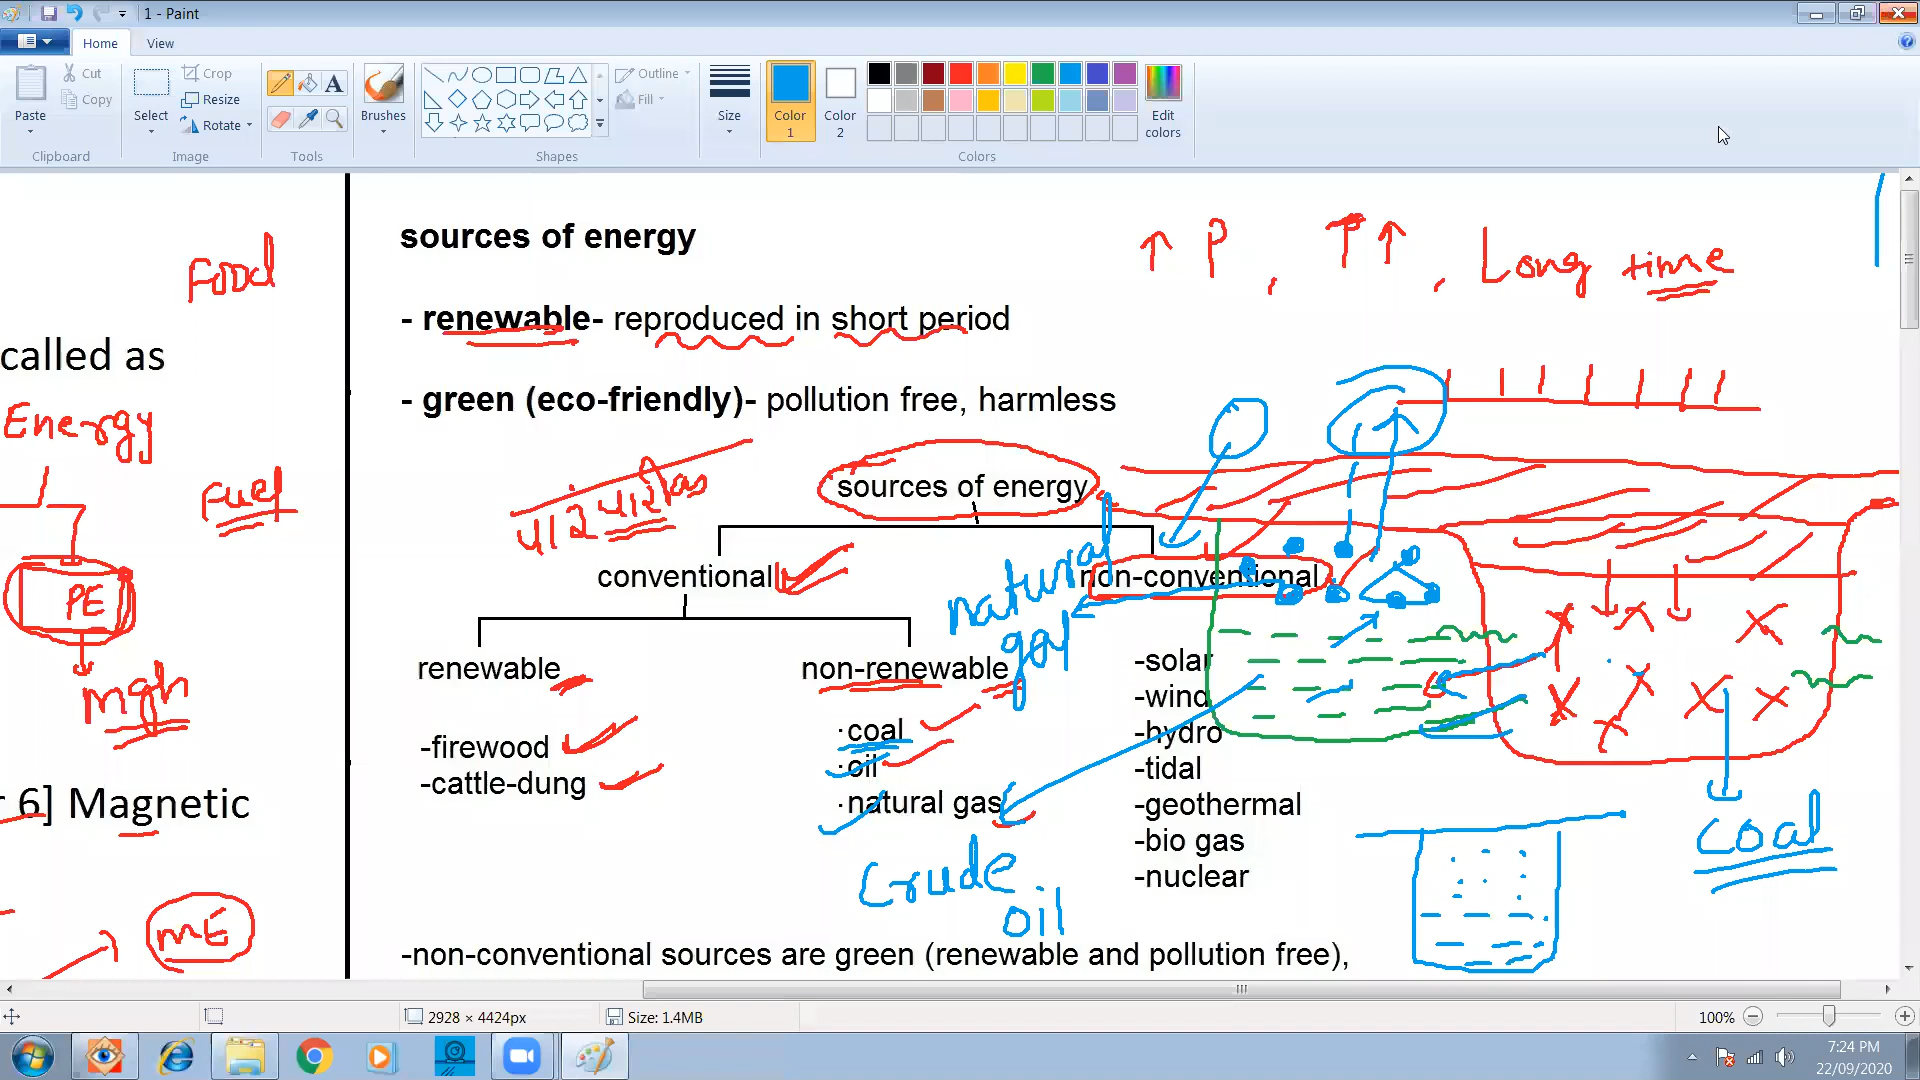 1 - Paint
Home
View
Cut
Copy
Paste
Clipboard
Crop
Resize
Rotate
Select
Image
Tools
Brushes
Outline
Fill
Shapes
Size
Color 1
Color 2
Edit colors
Colors
Food
called as
Energy
Fuel
PE
mgh
r 6] Magnetic
ME
sources of energy
↑ P , T ↑ , Long time
- renewable- reproduced in short period
- green (eco-friendly)- pollution free, harmless
sources of energy
conventional
non-conventional
natural
gas
renewable
non-renewable
-firewood
-cattle-dung
·coal
·oil
·natural gas
-solar
-wind
-hydro
-tidal
-geothermal
-bio gas
-nuclear
Crude
oil
Coal
-non-conventional sources are green (renewable and pollution free),
2928 × 4424px
Size: 1.4MB
100%
7:24 PM
22/09/2020